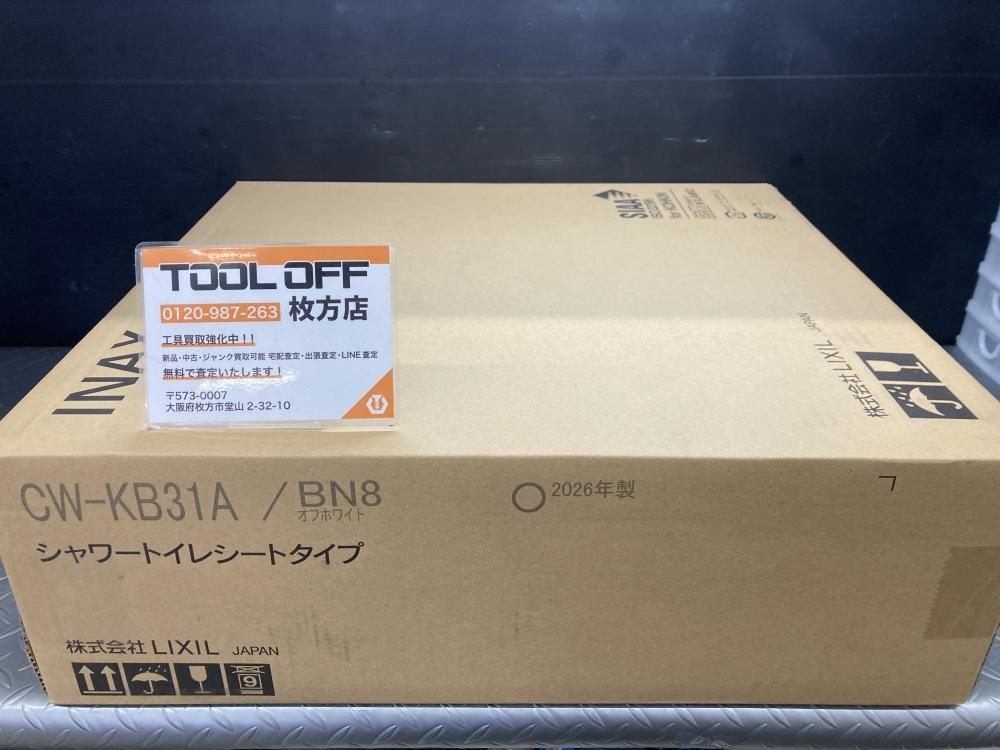 SIAA
ISO22196
for KOHKIN
INAX
TOOL OFF
0120-987-263 枚方店
工具買取強化中！！
新品・中古・ジャンク買取可能 宅配査定・出張査定・LINE査定
無料で査定いたします！
〒573-0007
大阪府枚方市堂山 2-32-10
株式会社 LIXIL JAPAN
CW-KB31A / BN8
オフホワイト
2026年製
シャワートイレシートタイプ
株式会社 LIXIL JAPAN
9